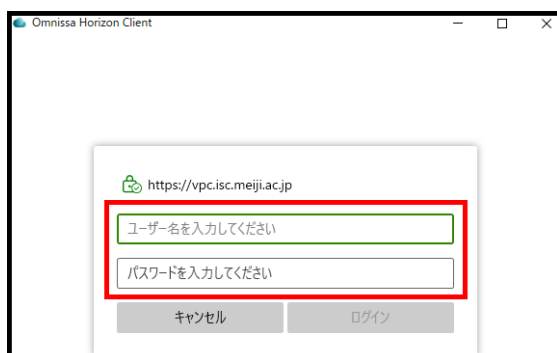 Omnissa Horizon Client
https://vpc.isc.meiji.ac.jp
ユーザー名を入力してください
パスワードを入力してください
キャンセル ログイン